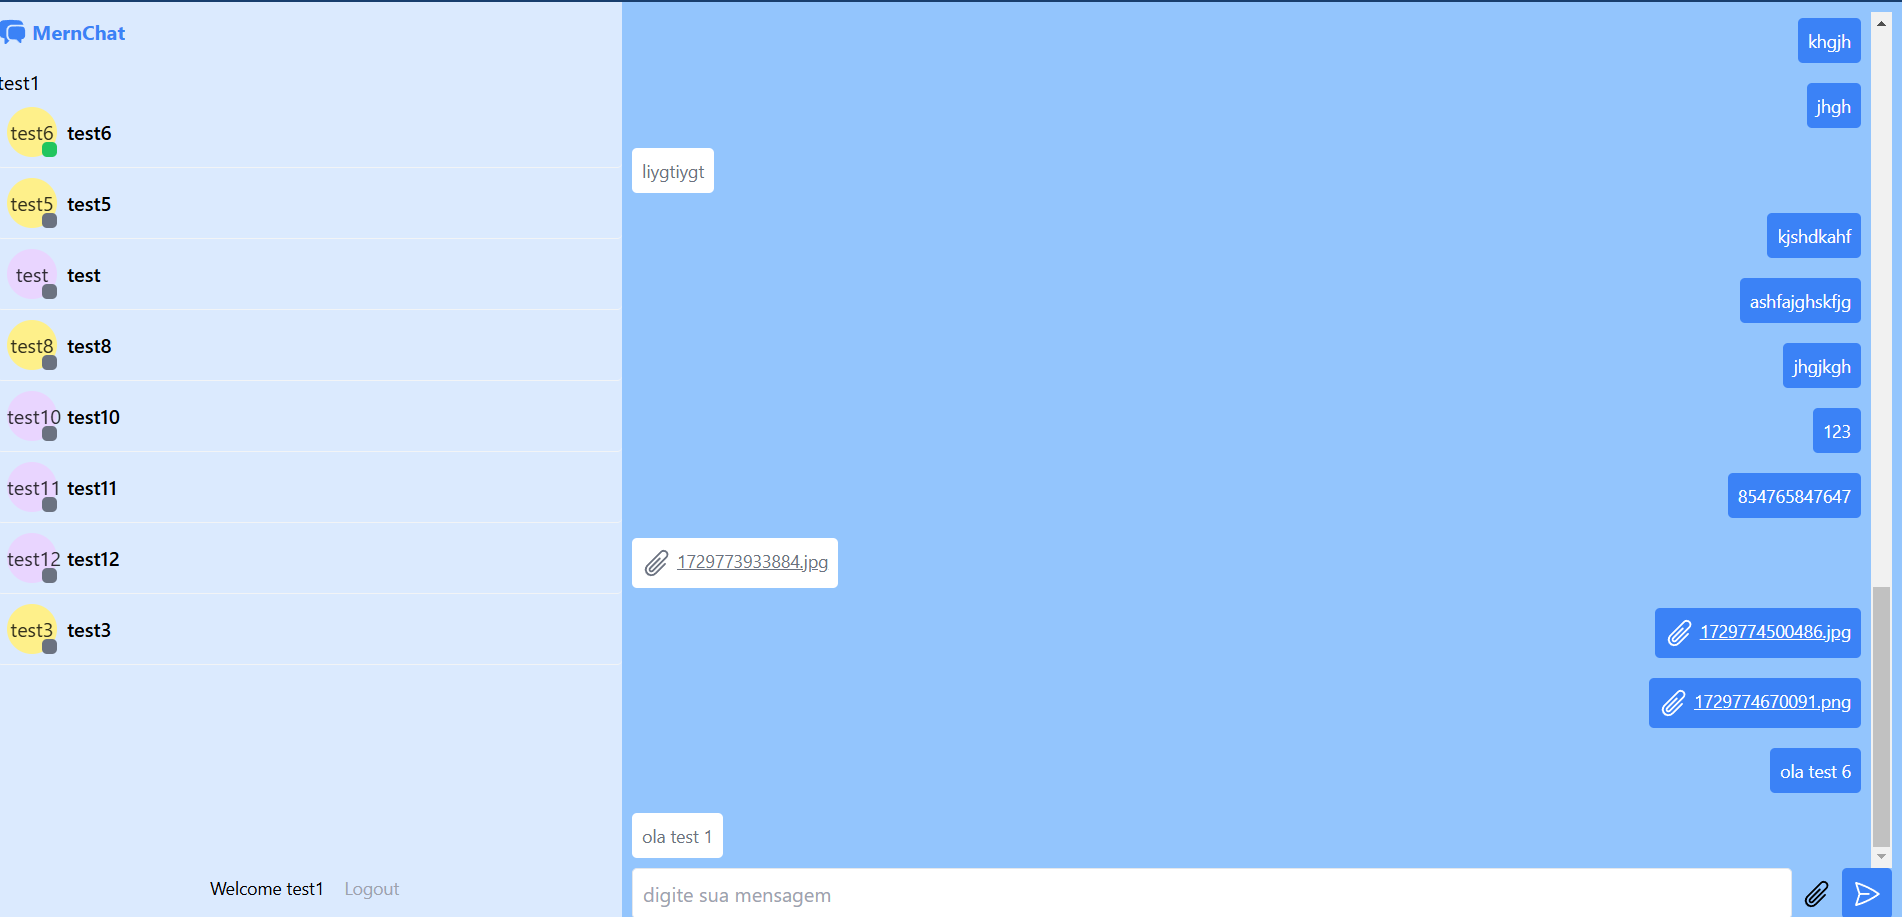 MernChat
test1
test6 test6
test5 test5
test test
test8 test8
test10 test10
test11 test11
test12 test12
test3 test3
Welcome test1 Logout
khgjh
jhgh
liygtiygt
kjshdkahf
ashfajghskfjg
jhgjkgh
123
854765847647
1729773933884.jpg
1729774500486.jpg
1729774670091.png
ola test 6
ola test 1
digite sua mensagem